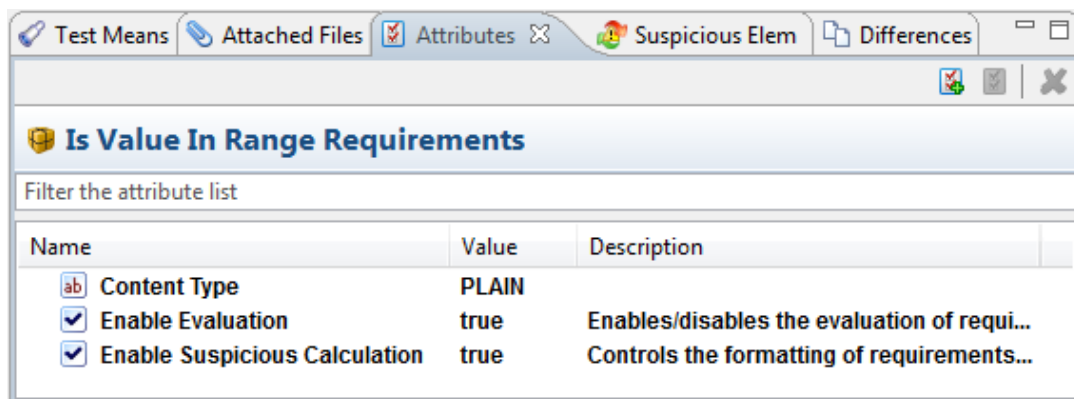 Test Means Attached Files Attributes Suspicious Elem Differences
Is Value In Range Requirements
Filter the attribute list
Name Value Description
ab Content Type PLAIN
Enable Evaluation true Enables/disables the evaluation of requi...
Enable Suspicious Calculation true Controls the formatting of requirements...